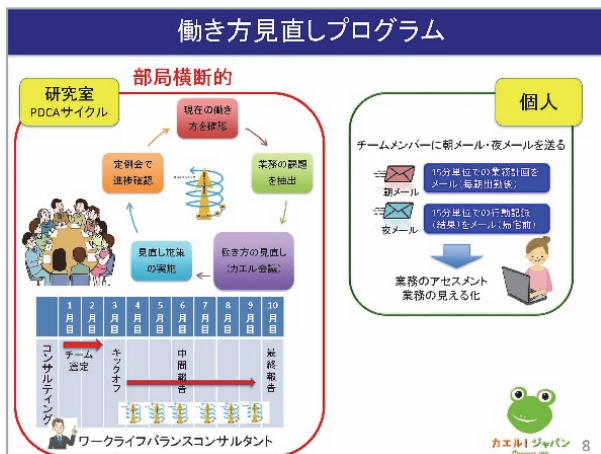 働き方見直しプログラム
部局横断的
研究室
PDCAサイクル
現在の働き
方を確認
業務の課題
を抽出
働き方の見直し
(カエル会議)
見直し施策
の実施
定例会で
進捗確認
1月目
2月目
3月目
4月目
5月目
6月目
7月目
8月目
9月目
10月目
コンサルティング
チーム
選定
キックオフ
中間報告
最終報告
ワークライフバランスコンサルタント
個人
チームメンバーに朝メール・夜メールを送る
朝メール
15分単位での業務計画を
メール(毎朝出勤後)
夜メール
15分単位での行動記録
(結果)をメール(帰宅前)
業務のアセスメント
業務の見える化
カエル!ジャパン
8